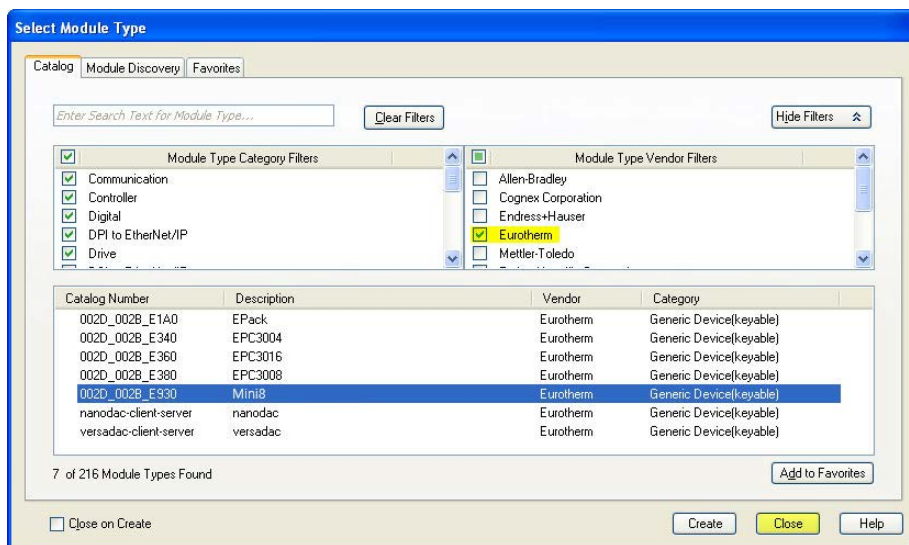 Select Module Type
Catalog Module Discovery Favorites
Enter Search Text for Module Type... Clear Filters Hide Filters
Module Type Category Filters Module Type Vendor Filters
Communication Allen-Bradley
Controller Cognex Corporation
Digital Endress+Hauser
DPI to EtherNet/IP Eurotherm
Drive Mettler-Toledo
Catalog Number Description Vendor Category
002D_002B_E1A0 EPack Eurotherm Generic Device(keyable)
002D_002B_E340 EPC3004 Eurotherm Generic Device(keyable)
002D_002B_E360 EPC3016 Eurotherm Generic Device(keyable)
002D_002B_E380 EPC3008 Eurotherm Generic Device(keyable)
002D_002B_E930 Mini8 Eurotherm Generic Device(keyable)
nanodac-client-server nanodac Eurotherm Generic Device(keyable)
versadac-client-server versadac Eurotherm Generic Device(keyable)
7 of 216 Module Types Found Add to Favorites
Close on Create Create Close Help